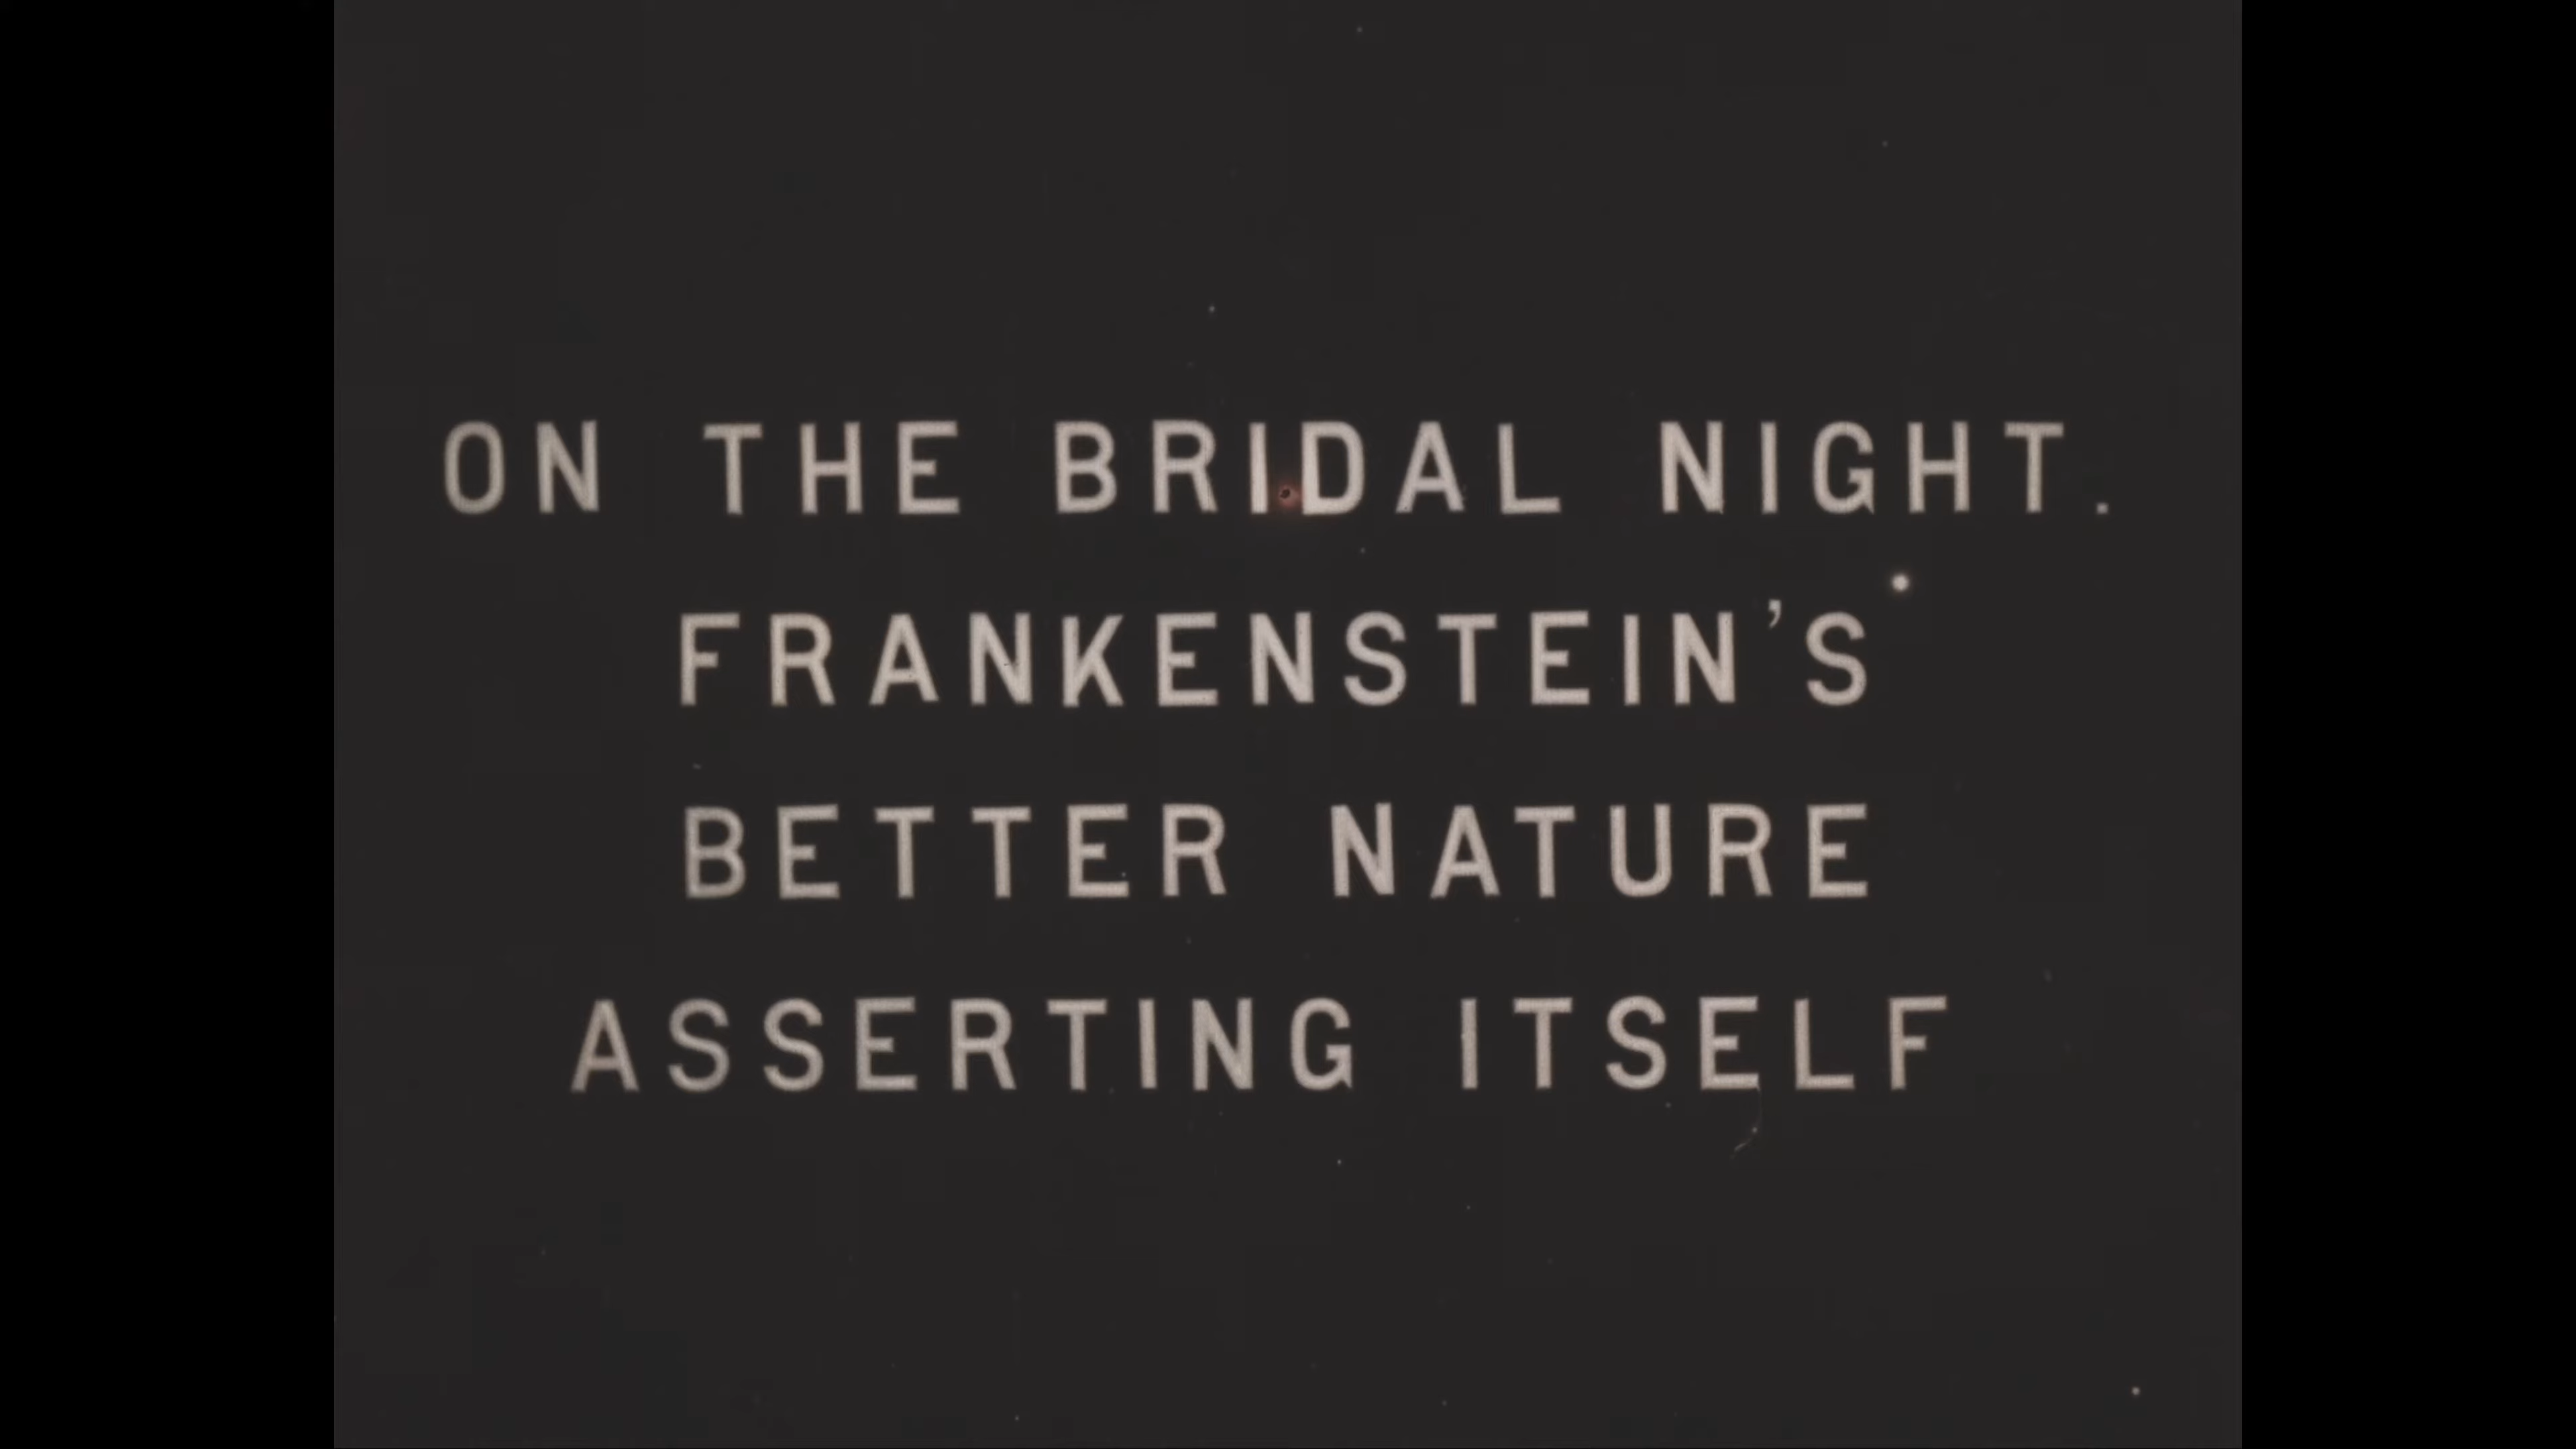 ON THE BRIDAL NIGHT.
FRANKENSTEIN'S
BETTER NATURE
ASSERTING ITSELF